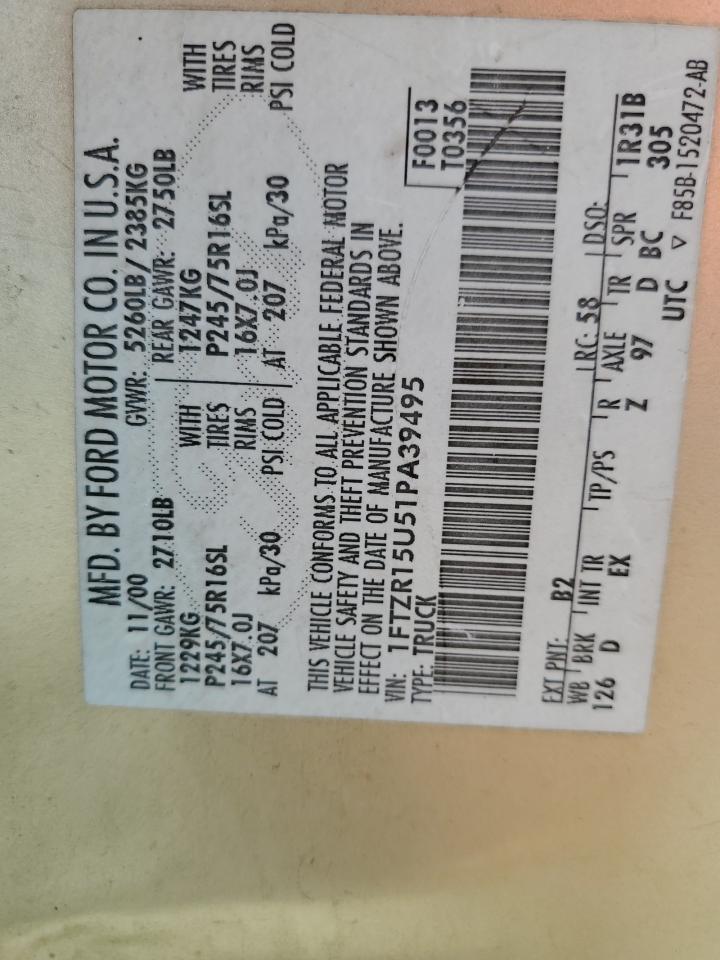 MFD. BY FORD MOTOR CO. IN U.S.A.
DATE: 11/00 GVWR: 5260LB/ 2385KG
FRONT GAWR: 2710LB REAR GAWR: 2750LB
1229KG WITH 1247KG WITH
P245/75R16SL TIRES P245/75R16SL TIRES
16X7.0J RIMS 16X7.0J RIMS
AT 207 kPa/30 PSI COLD AT 207 kPa/30 PSI COLD
THIS VEHICLE CONFORMS TO ALL APPLICABLE FEDERAL MOTOR
VEHICLE SAFETY AND THEFT PREVENTION STANDARDS IN
EFFECT ON THE DATE OF MANUFACTURE SHOWN ABOVE.
VIN: 1FTZR15U51PA39495 F0013
TYPE: TRUCK T0356
EXT PNT: B2 RC: 58 DSO:
WB BRK INT TR TP/PS R AXLE TR SPR 1R31B
126 D EX Z 97 D BC 305
UTC ▽ F85B-1520472-AB